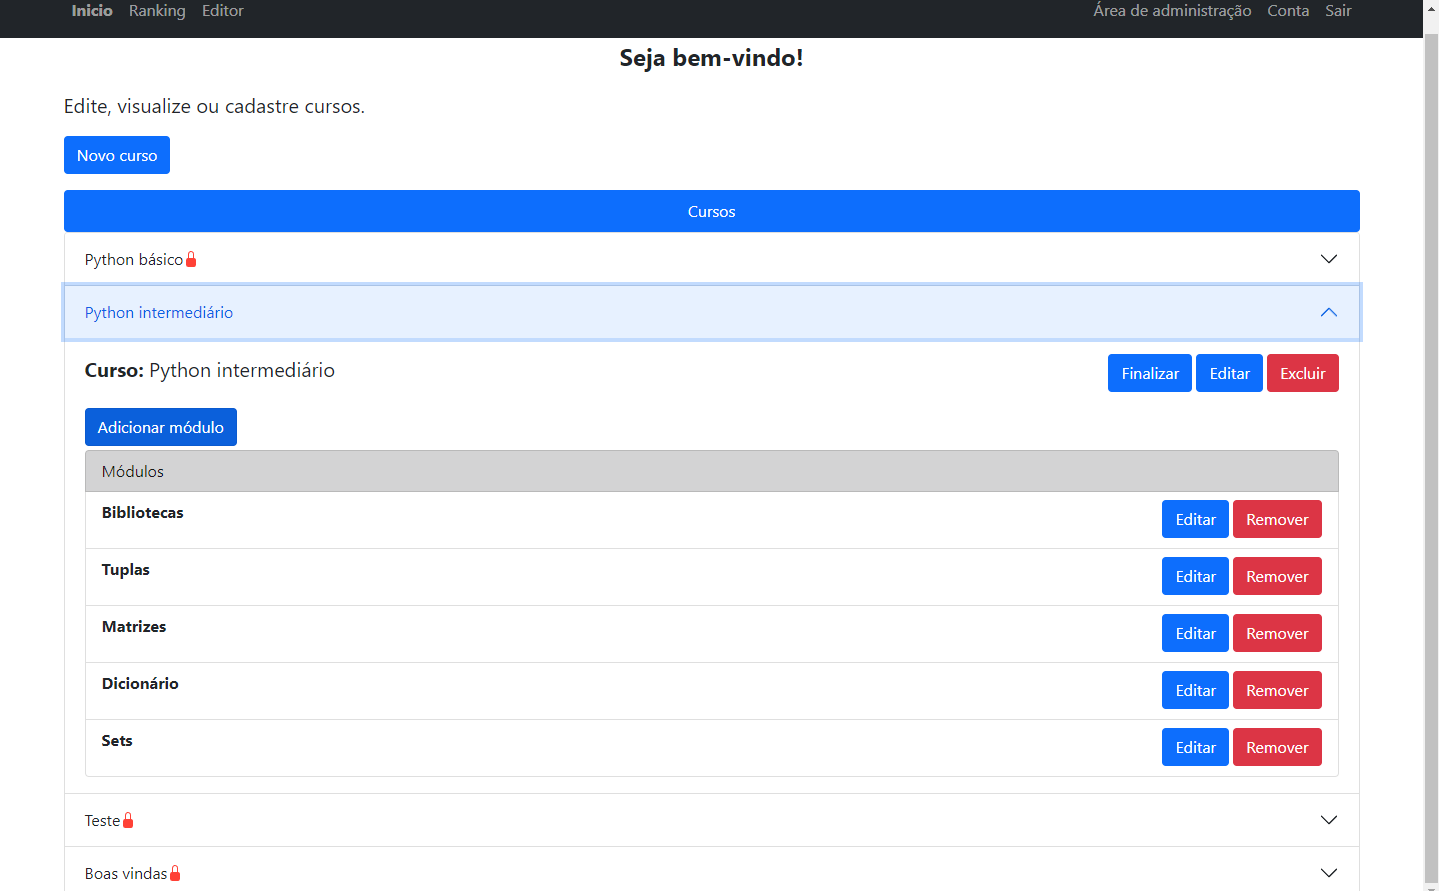 Inicio Ranking Editor Área de administração Conta Sair
Seja bem-vindo!
Edite, visualize ou cadastre cursos.
Novo curso
Cursos
Python básico
Python intermediário
Curso: Python intermediário Finalizar Editar Excluir
Adicionar módulo
Módulos
Bibliotecas Editar Remover
Tuplas Editar Remover
Matrizes Editar Remover
Dicionário Editar Remover
Sets Editar Remover
Teste
Boas vindas